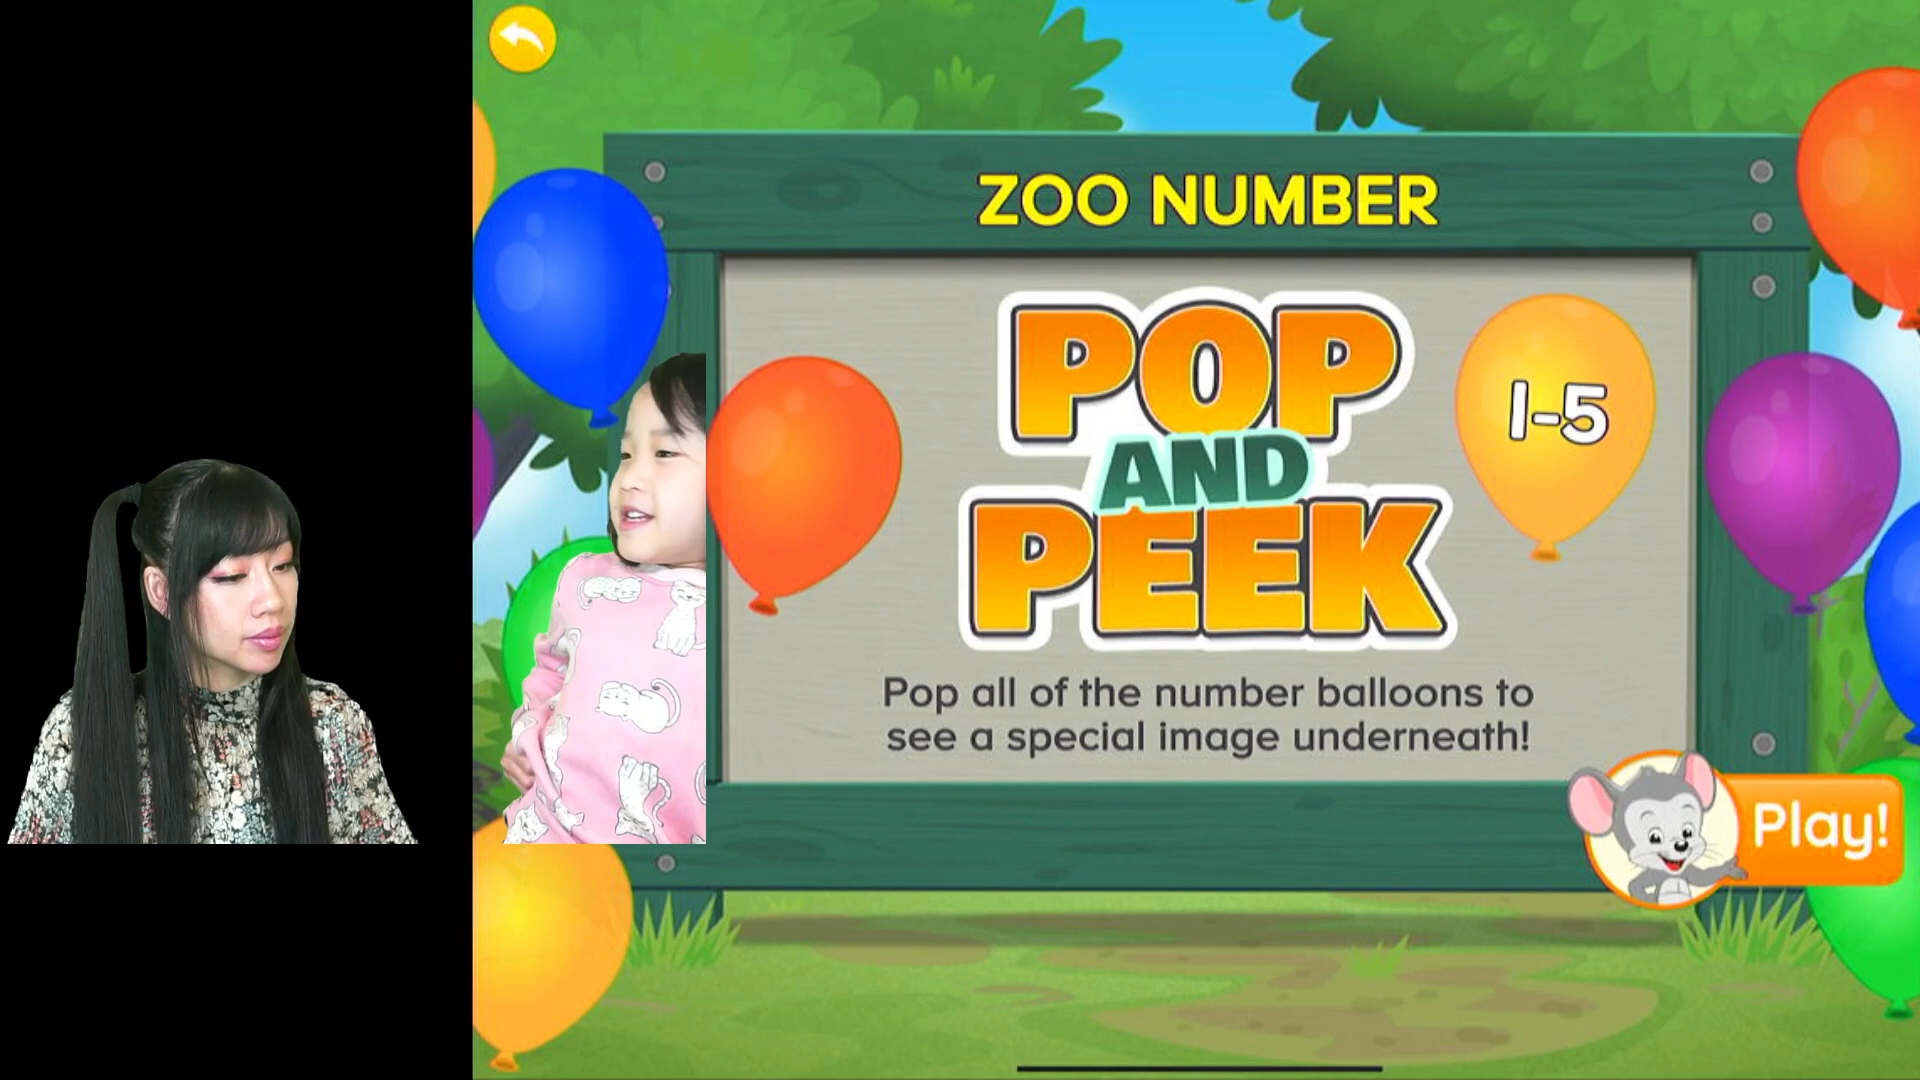 ZOO NUMBER
POP
AND
PEEK
1-5
Pop all of the number balloons to
see a special image underneath!
Play!